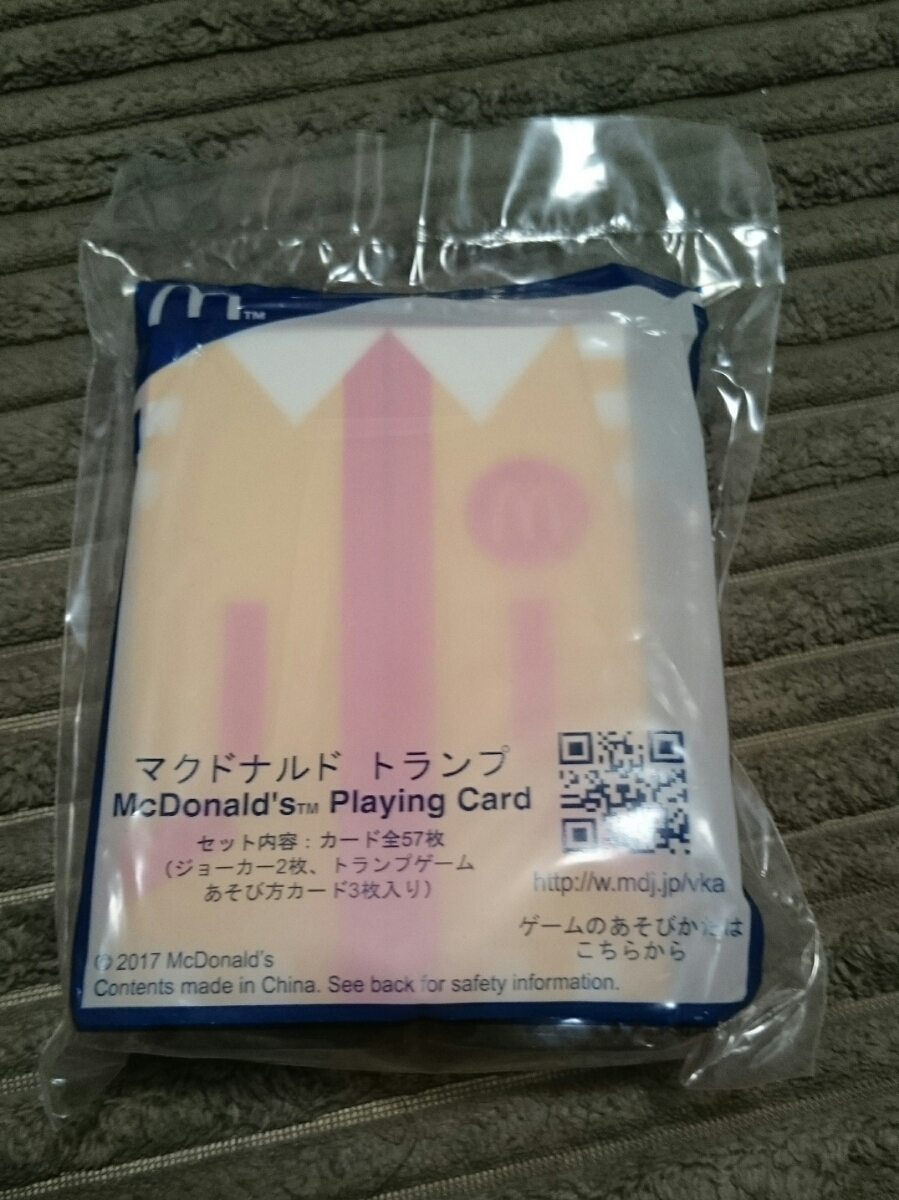 m™
m
マクドナルド トランプ
McDonald's™ Playing Card
セット内容：カード全57枚
（ジョーカー2枚、トランプゲーム
あそび方カード3枚入り）
http://w.mdj.jp/vka
ゲームのあそびかたは
こちらから
© 2017 McDonald's
Contents made in China. See back for safety information.